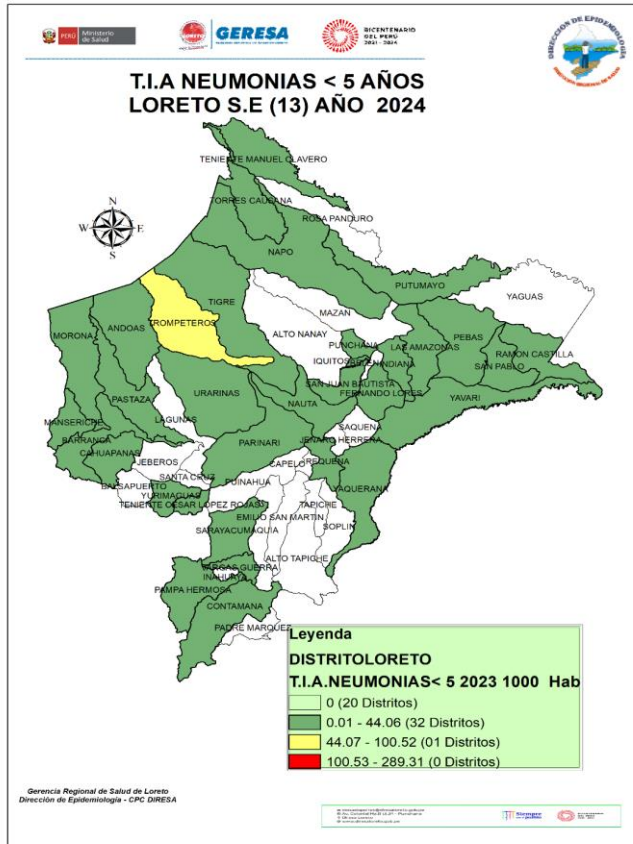 PERÚ
Ministerio
de Salud
LORETO
GERESA
BICENTENARIO
DEL PERÚ
2021 - 2024
DIRECCION DE EPIDEMIOLOGÍA
T.I.A NEUMONIAS < 5 AÑOS
LORETO S.E (13) AÑO 2024
N
W E
S
TENIENTE MANUEL CLAVERO
TORRES CAUSANA
ROSA PANDURO
NAPO
PUTUMAYO
YAGUAS
TIGRE
MAZAN
TROMPETEROS
ANDOAS
ALTO NANAY
PUNCHANA
PEBAS
MORONA
LAS AMAZONAS
RAMON CASTILLA
IQUITOS
INDIANA
SAN PABLO
SAN JUAN BAUTISTA
FERNANDO LORES
URARINAS
YAVARI
PASTAZA
NAUTA
LAGUNAS
MANSERICHE
SAQUENA
BARRANCA
PARINARI
JENARO HERRERA
CAHUAPANAS
JEBEROS
CAPELO
REQUENA
SANTA CRUZ
PUINAHUA
YAQUERANA
BALSAPUERTO
YURIMAGUAS
TENIENTE CESAR LOPEZ ROJAS
TAPICHE
EMILIO SAN MARTIN
SOPLIN
SARAYACU
MAQUIA
ALTO TAPICHE
VARGAS GUERRA
INAHUAYA
PAMPA HERMOSA
CONTAMANA
PADRE MARQUEZ
Leyenda
DISTRITOLORETO
T.I.A.NEUMONIAS< 5 2023 1000 Hab
0 (20 Distritos)
0.01 - 44.06 (32 Distritos)
44.07 - 100.52 (01 Distritos)
100.53 - 289.31 (0 Distritos)
Gerencia Regional de Salud de Loreto
Dirección de Epidemiología - CPC DIRESA
Siempre